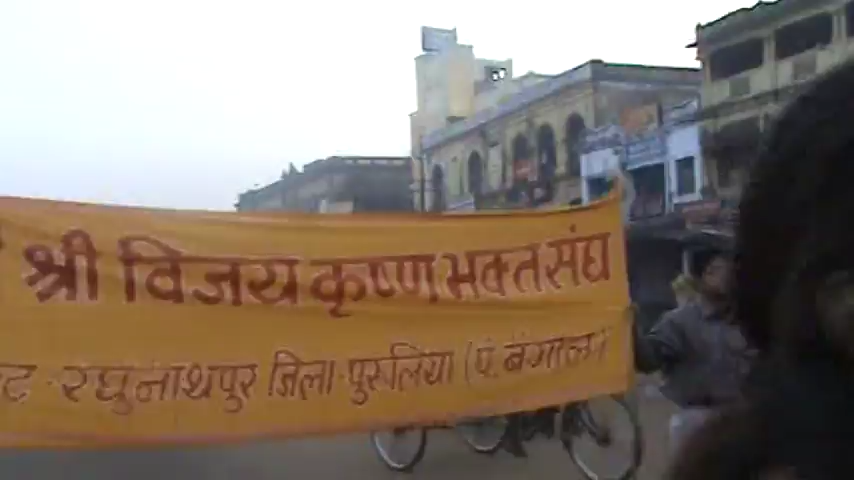 श्री विजय कृष्ण भक्त संघ
रघुनाथपुर जिला पुरुलिया (पं. बंगाल)